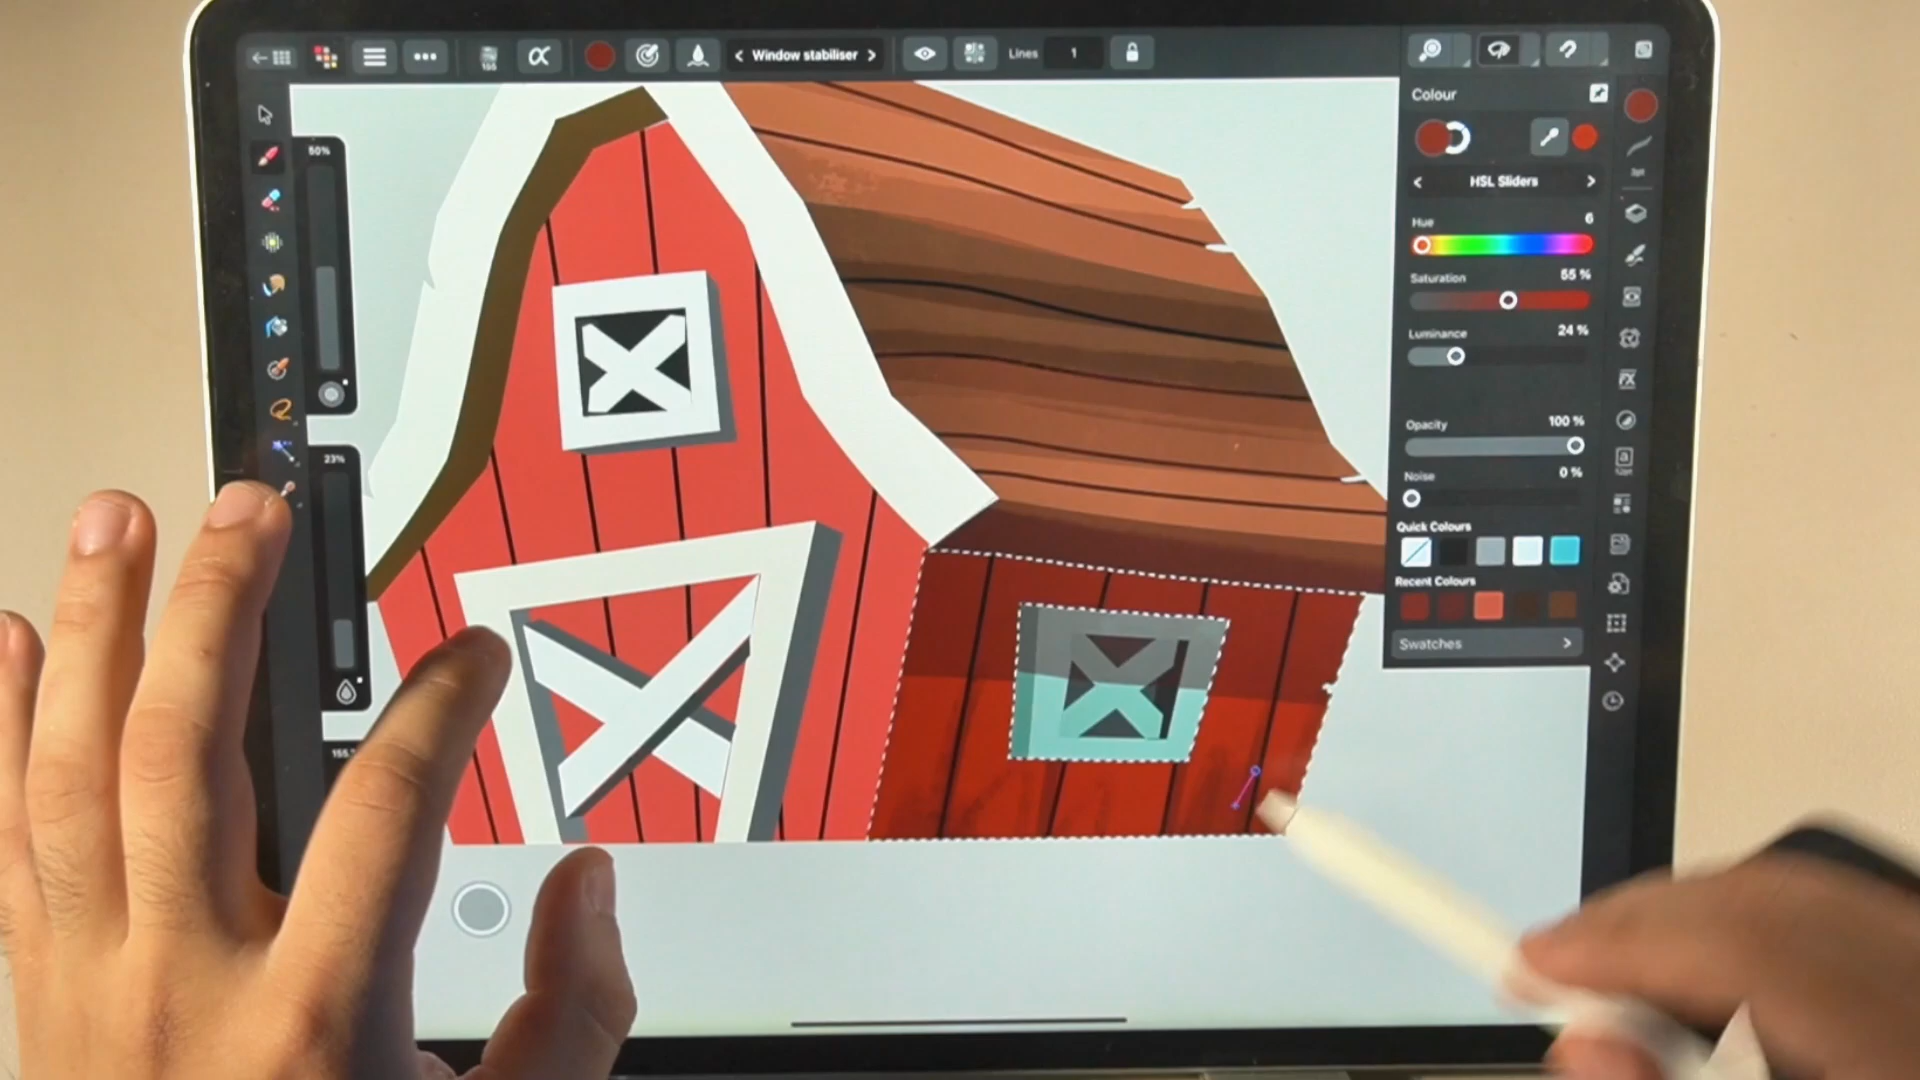 Window stabiliser
Lines 1
50%
23%
Colour
HSL Sliders
Hue 6
Saturation 55 %
Luminance 24 %
Opacity 100 %
Noise 0 %
Quick Colours
Recent Colours
Swatches
FX
a